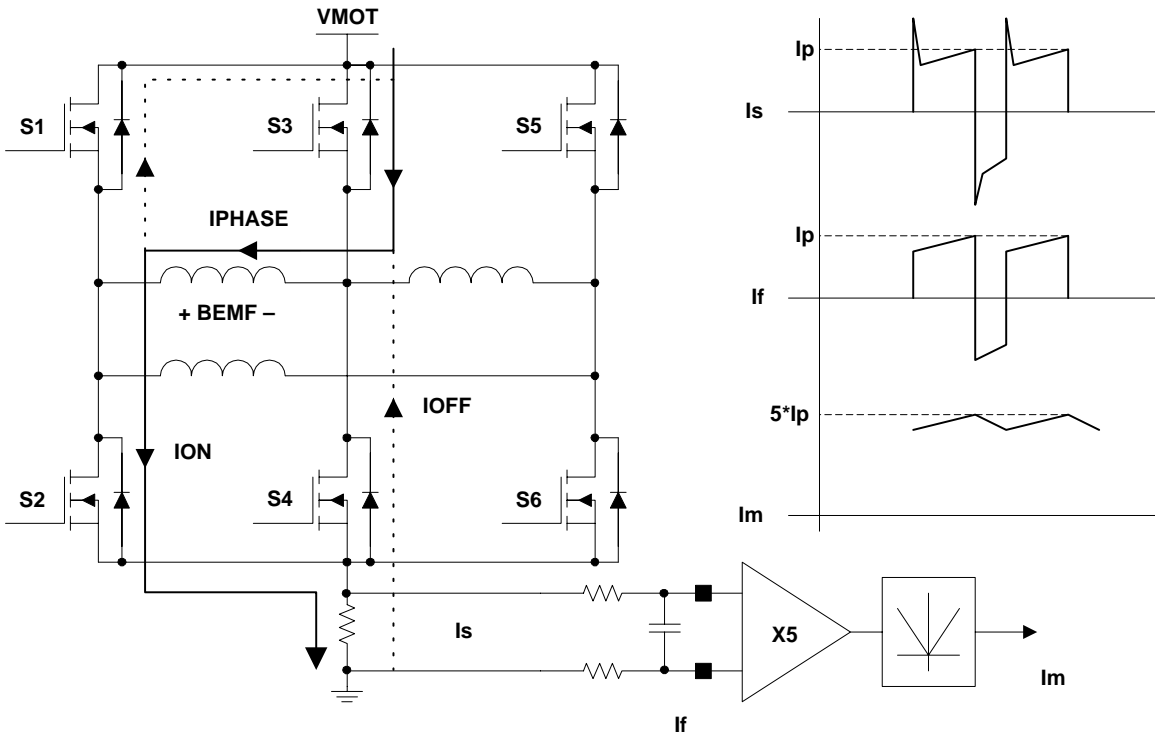 VMOT
S1
S3
S5
IPHASE
+ BEMF –
IOFF
ION
S2
S4
S6
Is
X5
If
Im
Ip
Is
Ip
If
5*Ip
Im